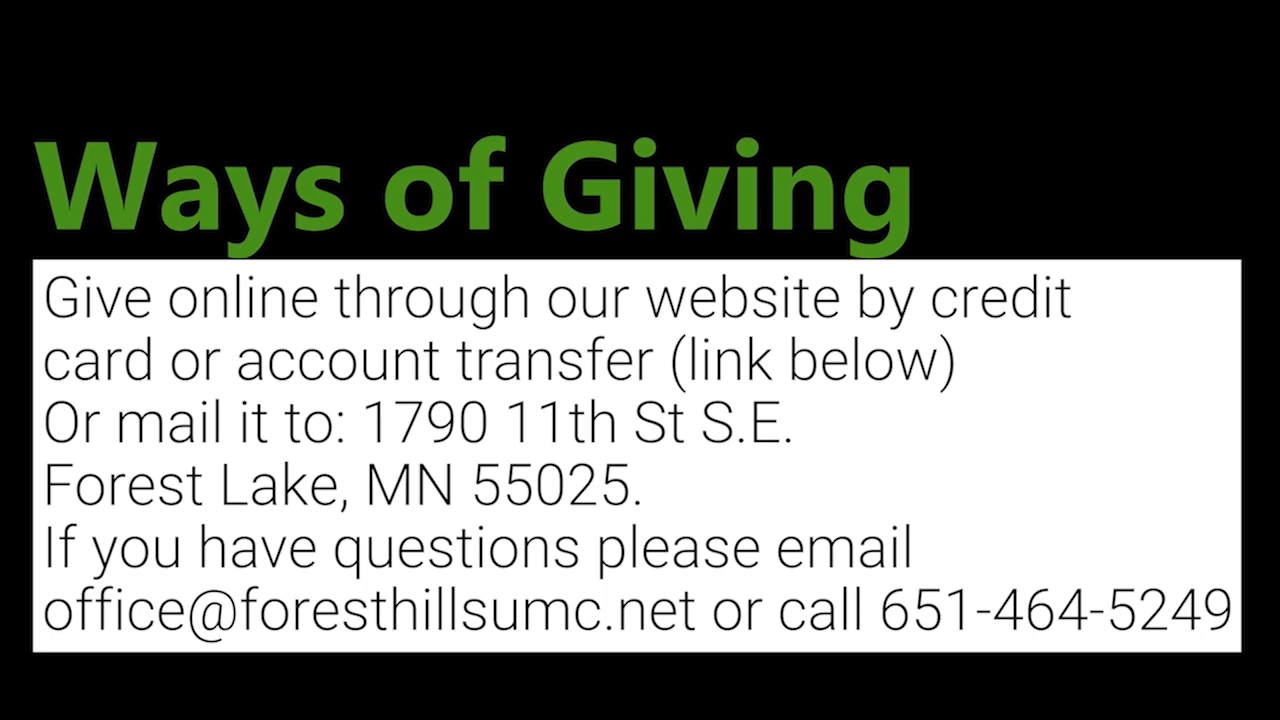 Ways of Giving
Give online through our website by credit
card or account transfer (link below)
Or mail it to: 1790 11th St S.E.
Forest Lake, MN 55025.
If you have questions please email
office@foresthillsumc.net or call 651-464-5249